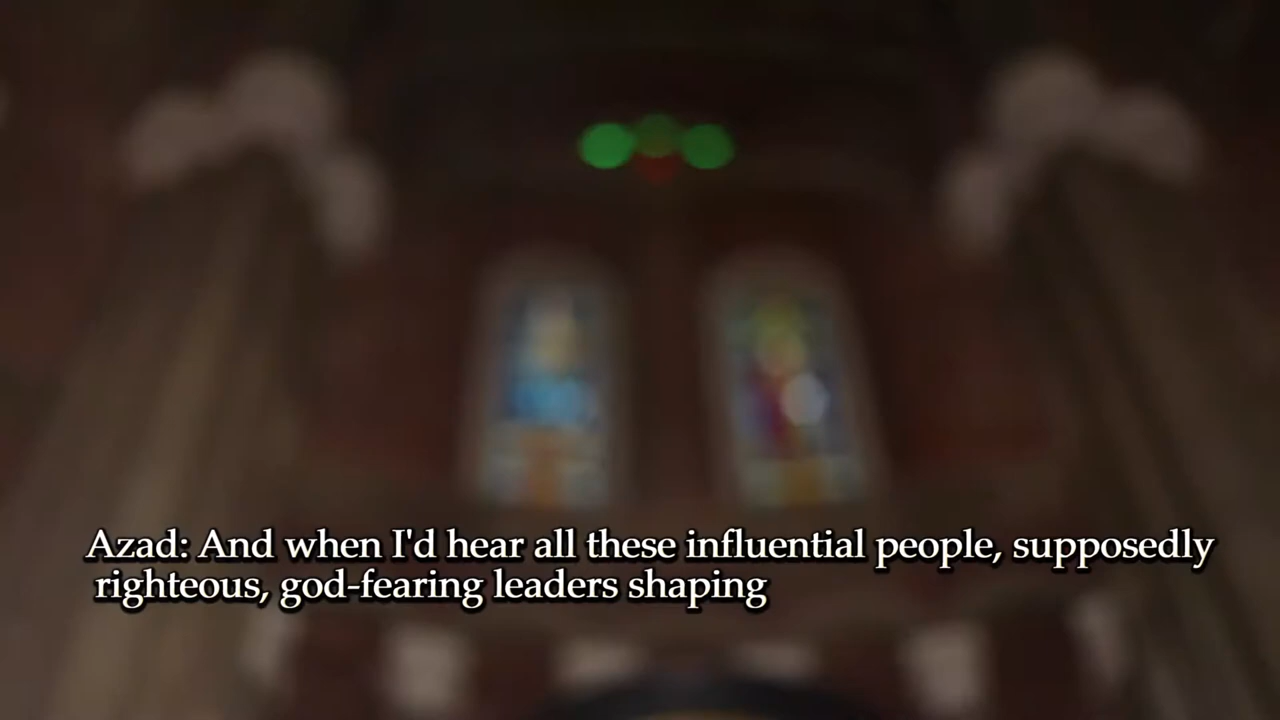 Azad: And when I'd hear all these influential people, supposedly
righteous, god-fearing leaders shaping